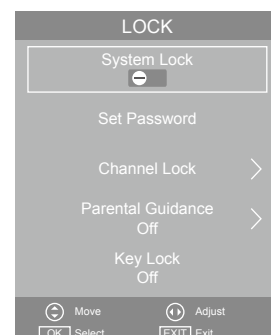 LOCK
System Lock
Set Password
Channel Lock
Parental Guidance
Off
Key Lock
Off
Move Adjust
OK Select EXIT Exit